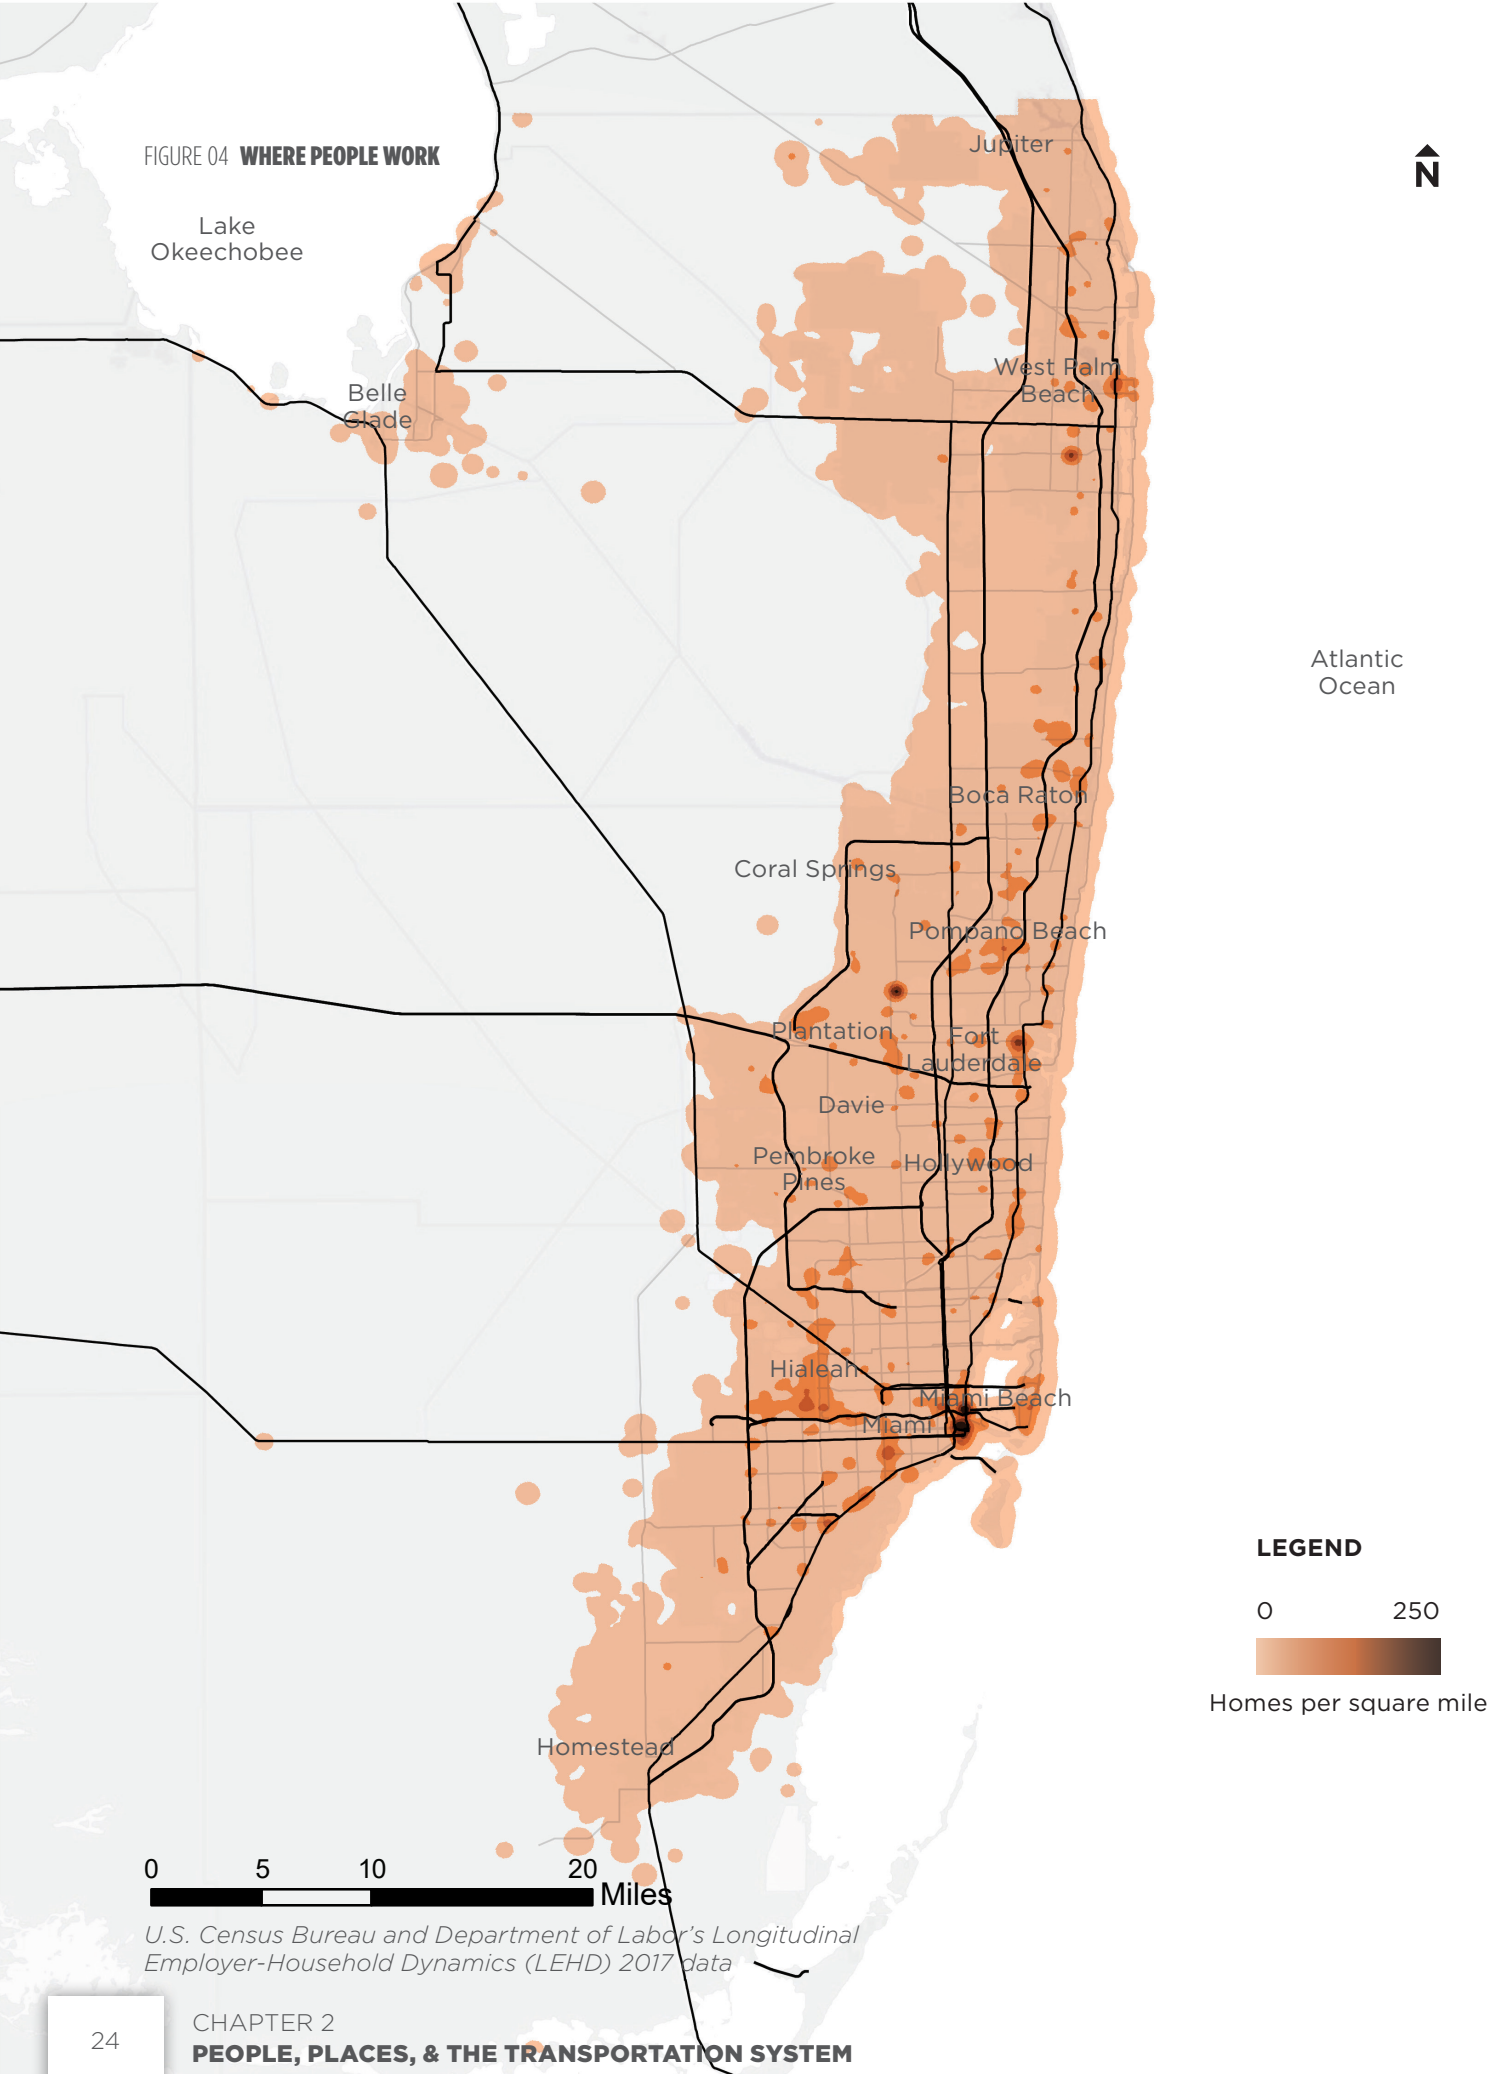 FIGURE 04 WHERE PEOPLE WORK
Jupiter
N
Lake
Okeechobee
West Palm
Beach
Belle
Glade
Atlantic
Ocean
Boca Raton
Coral Springs
Pompano Beach
Plantation
Fort
Lauderdale
Davie
Pembroke
Pines
Hollywood
Hialeah
Miami Beach
Miami
LEGEND
0 250
Homes per square mile
Homestead
0 5 10 20
Miles
U.S. Census Bureau and Department of Labor's Longitudinal
Employer-Household Dynamics (LEHD) 2017 data
24
CHAPTER 2
PEOPLE, PLACES, & THE TRANSPORTATION SYSTEM